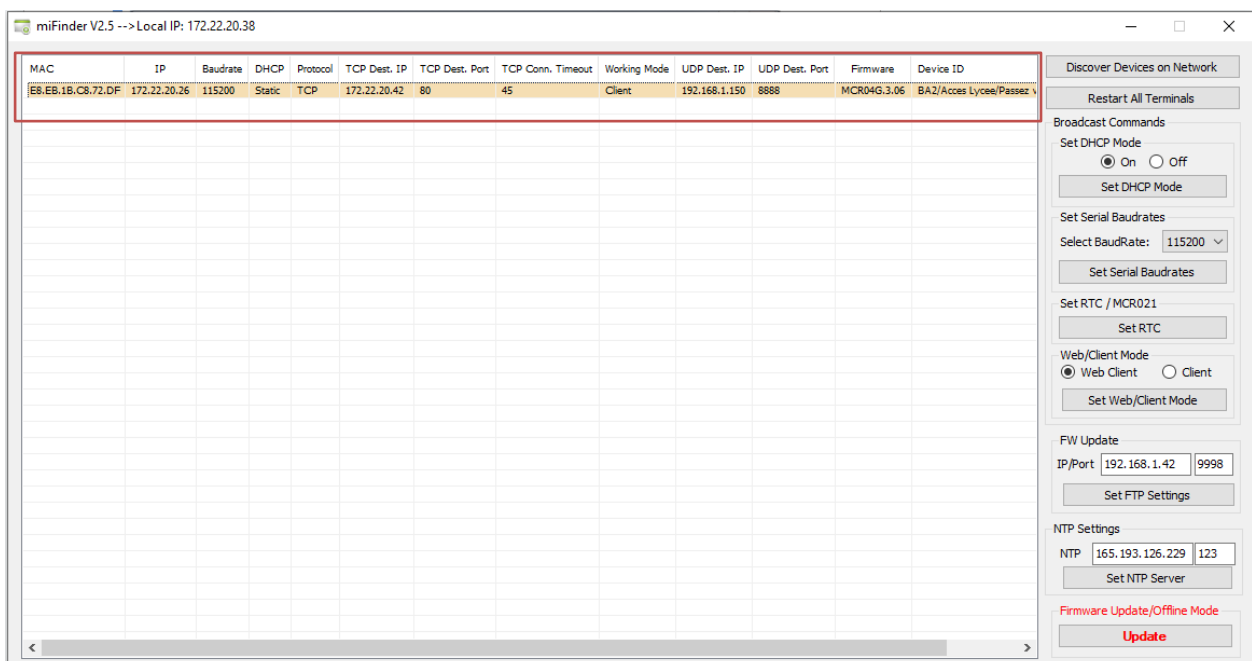 miFinder V2.5 -->Local IP: 172.22.20.38
MAC IP Baudrate DHCP Protocol TCP Dest. IP TCP Dest. Port TCP Conn. Timeout Working Mode UDP Dest. IP UDP Dest. Port Firmware Device ID
E8.EB.1B.C8.72.DF 172.22.20.26 115200 Static TCP 172.22.20.42 80 45 Client 192.168.1.150 8888 MCR04G.3.06 BA2/Acces Lycee/Passez v
Discover Devices on Network
Restart All Terminals
Broadcast Commands
Set DHCP Mode
On Off
Set DHCP Mode
Set Serial Baudrates
Select BaudRate: 115200
Set Serial Baudrates
Set RTC / MCR021
Set RTC
Web/Client Mode
Web Client Client
Set Web/Client Mode
FW Update
IP/Port 192.168.1.42 9998
Set FTP Settings
NTP Settings
NTP 165.193.126.229 123
Set NTP Server
Firmware Update/Offline Mode
Update